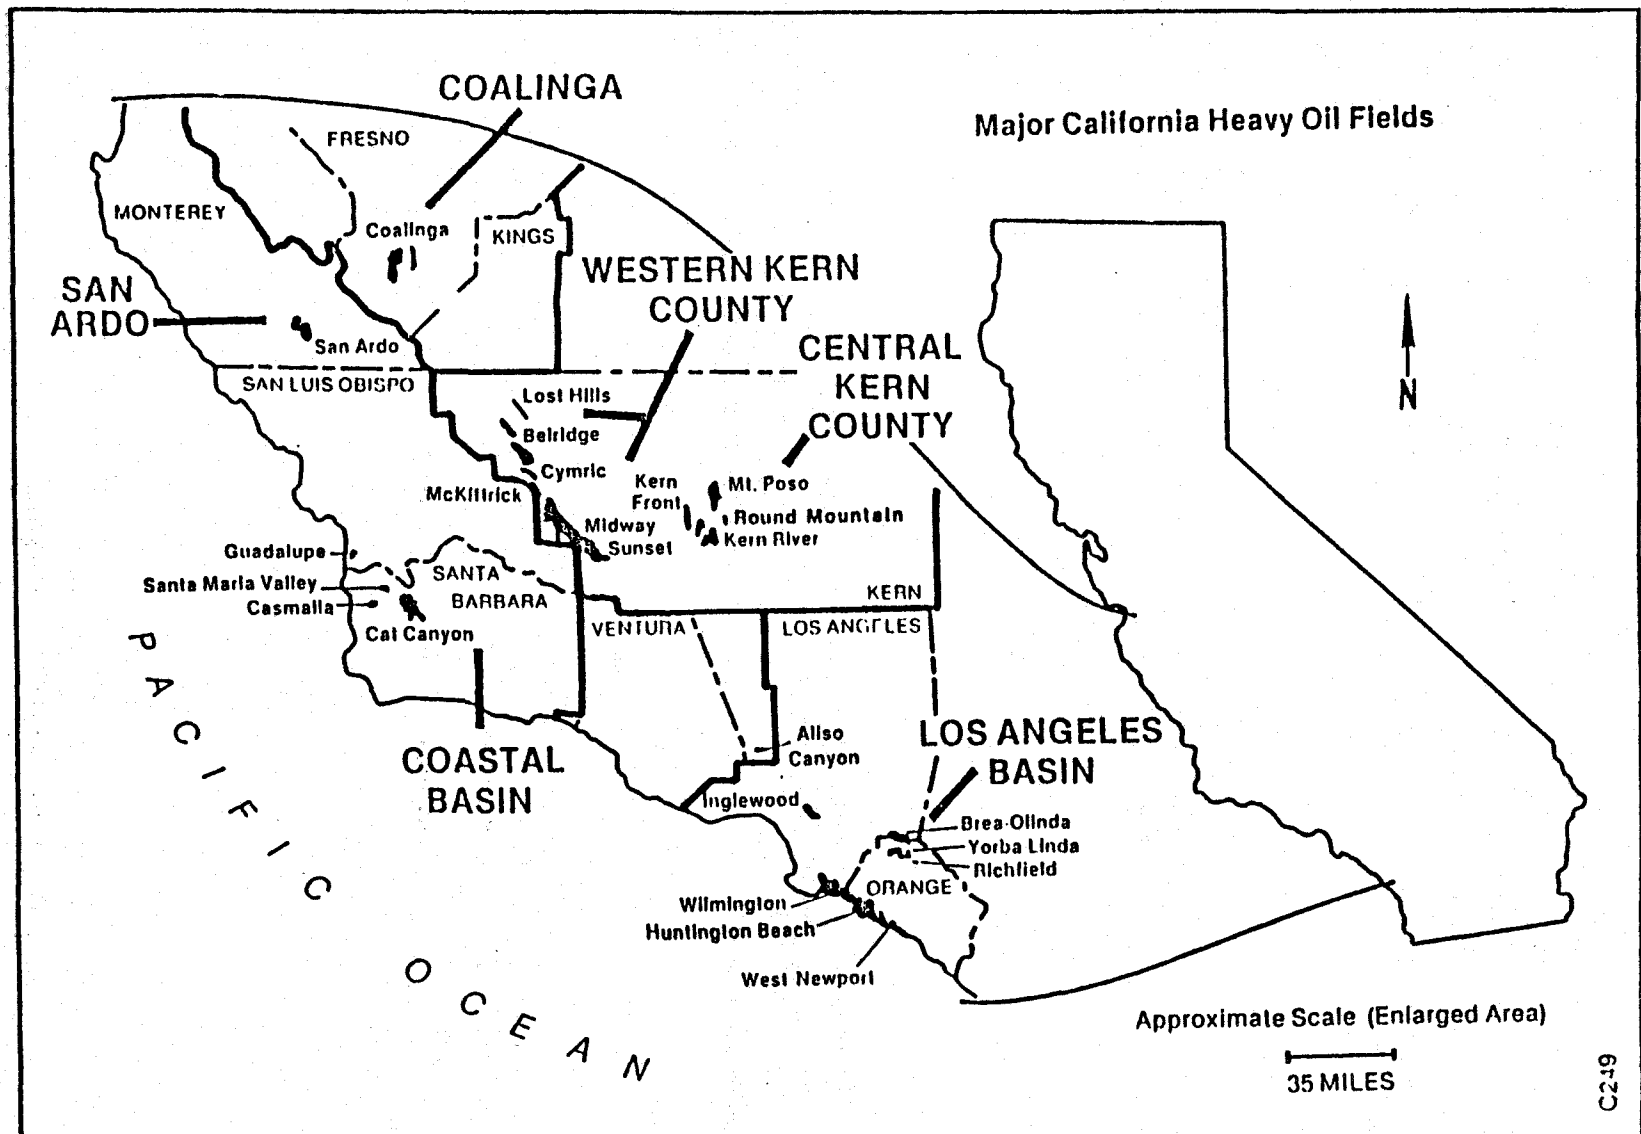 COALINGA
Major California Heavy Oil Fields
FRESNO
MONTEREY
Coalinga
KINGS
WESTERN KERN
COUNTY
SAN
ARDO
San Ardo
CENTRAL
KERN
COUNTY
N
SAN LUIS OBISPO
Lost Hills
Belridge
Cymric
McKittrick
Kern
Front
Mt. Poso
Round Mountain
Kern River
Midway
Sunset
Guadalupe
Santa Maria Valley
Casmalia
SANTA
BARBARA
Cat Canyon
KERN
VENTURA
LOS ANGELES
PACIFIC OCEAN
COASTAL
BASIN
Aliso
Canyon
LOS ANGELES
BASIN
Inglewood
Brea-Olinda
Yorba Linda
Richfield
ORANGE
Wilmington
Huntington Beach
West Newport
Approximate Scale (Enlarged Area)
35 MILES
C249